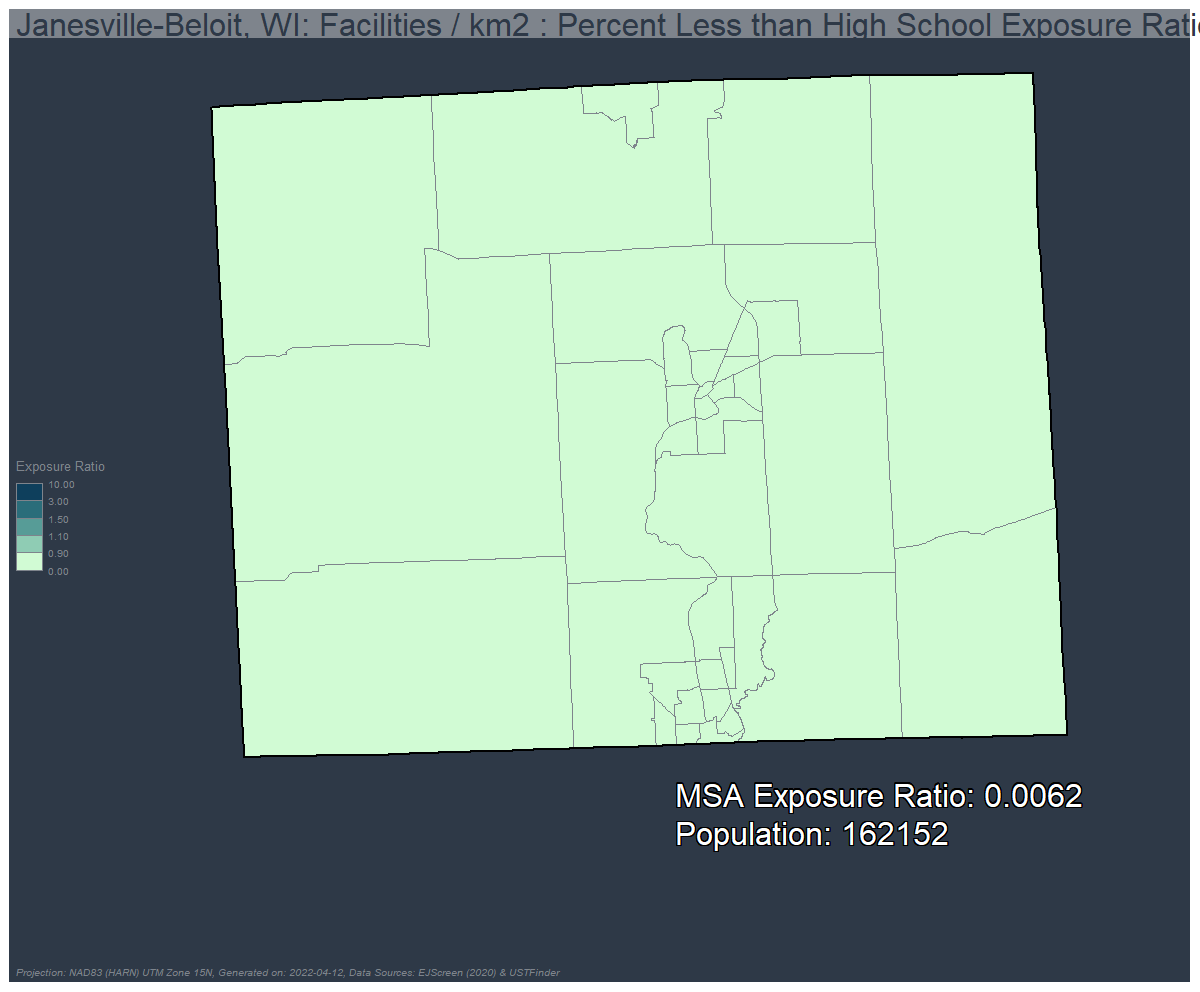 Janesville-Beloit, WI: Facilities / km2 : Percent Less than High School Exposure Rati
Exposure Ratio
10.00
3.00
1.50
1.10
0.90
0.00
MSA Exposure Ratio: 0.0062
Population: 162152
Projection: NAD83 (HARN) UTM Zone 15N, Generated on: 2022-04-12, Data Sources: EJScreen (2020) & USTFinder